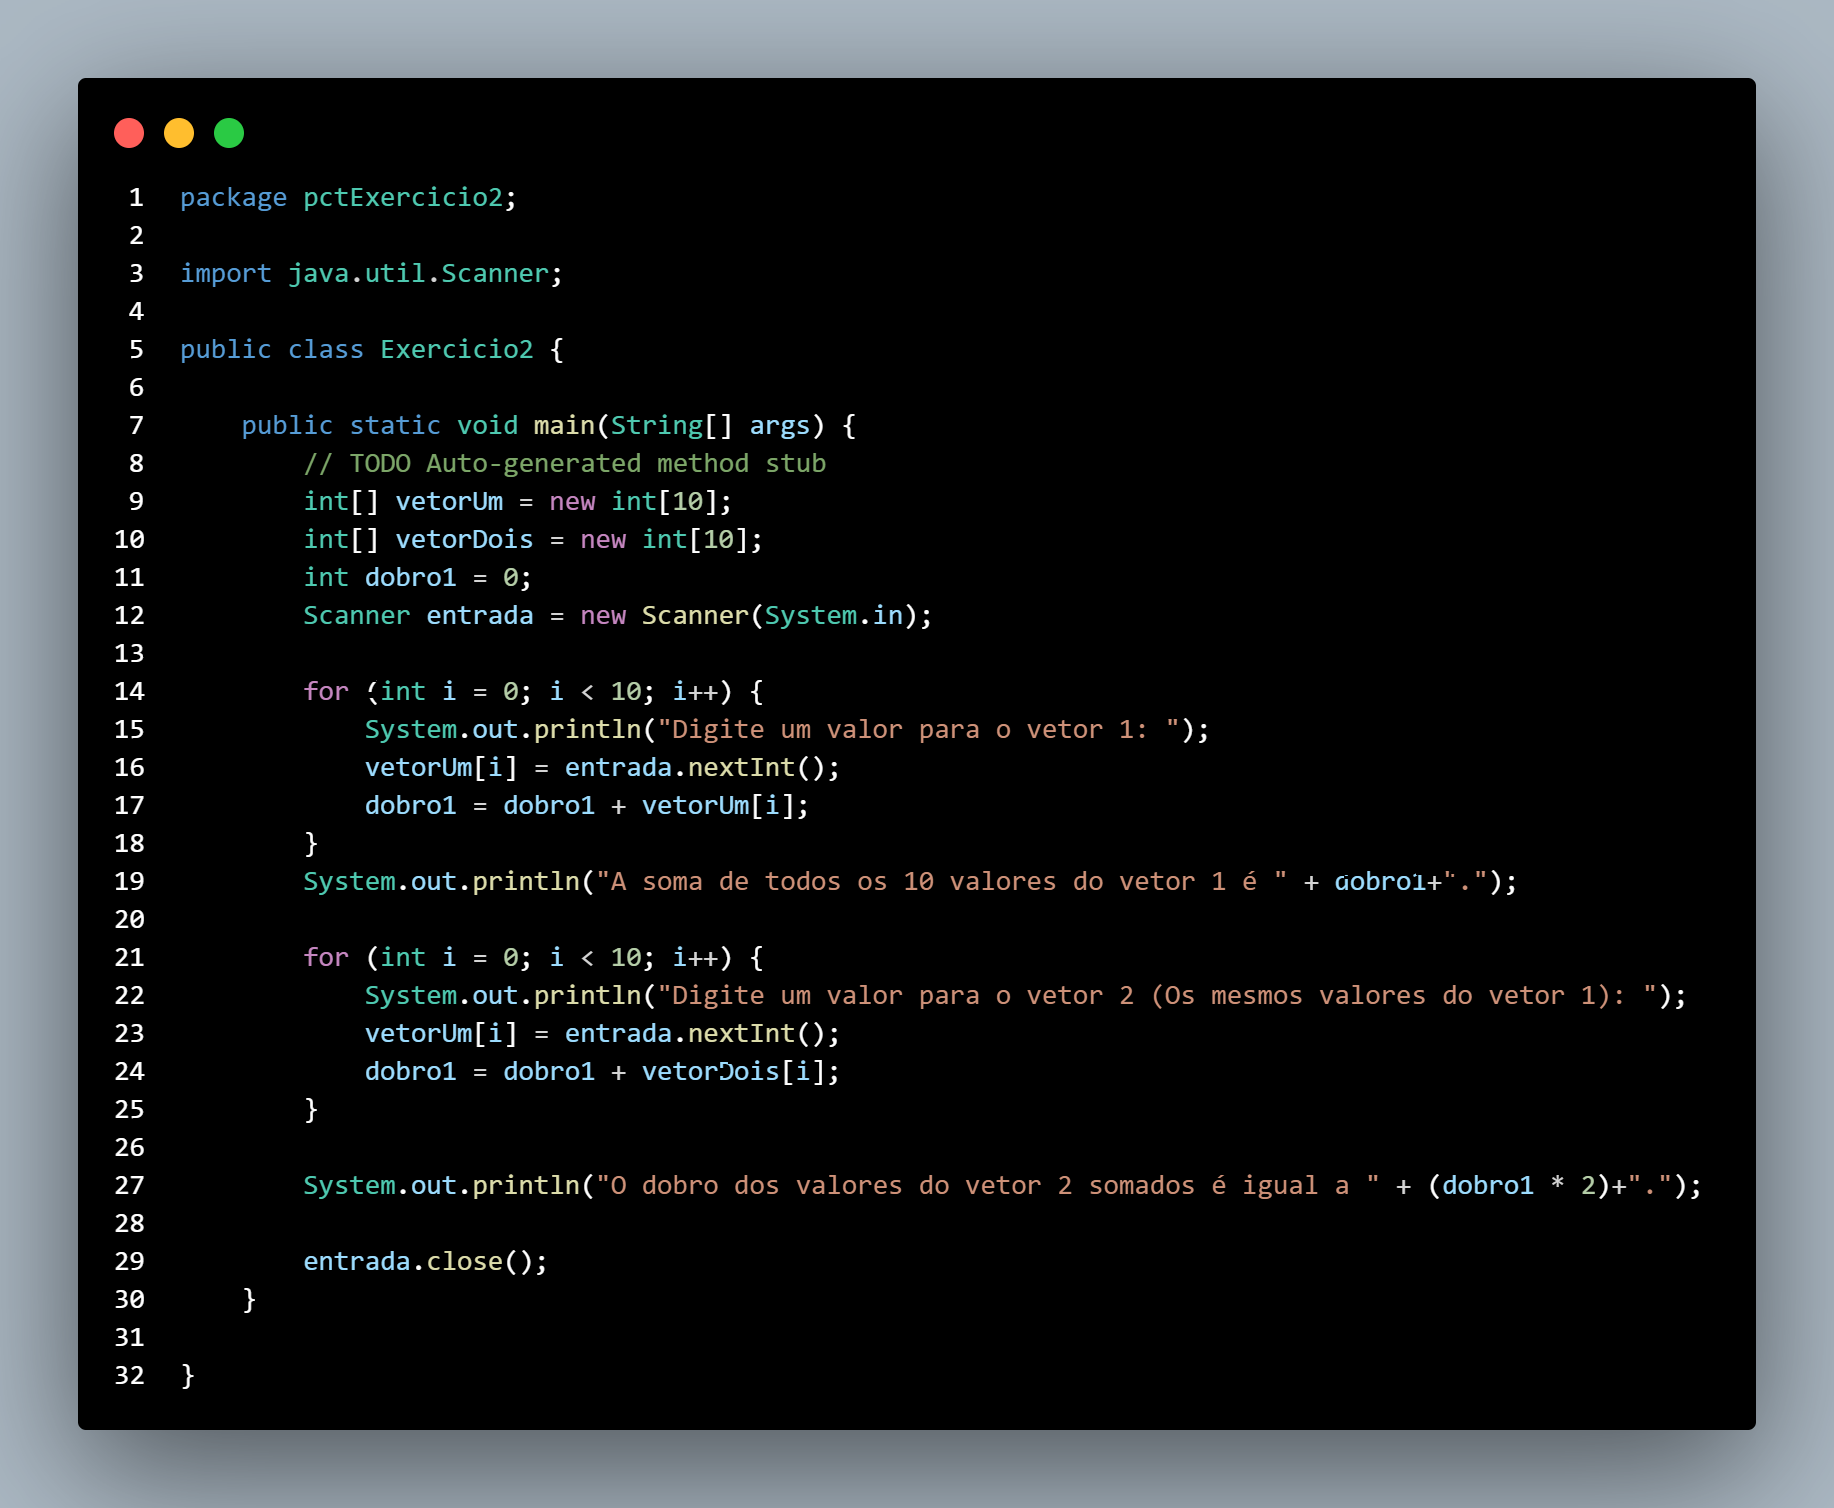 1 package pctExercicio2;
2
3 import java.util.Scanner;
4
5 public class Exercicio2 {
6
7     public static void main(String[] args) {
8         // TODO Auto-generated method stub
9         int[] vetorUm = new int[10];
10         int[] vetorDois = new int[10];
11         int dobro1 = 0;
12         Scanner entrada = new Scanner(System.in);
13
14         for (int i = 0; i < 10; i++) {
15             System.out.println("Digite um valor para o vetor 1: ");
16             vetorUm[i] = entrada.nextInt();
17             dobro1 = dobro1 + vetorUm[i];
18         }
19         System.out.println("A soma de todos os 10 valores do vetor 1 é " + dobro1+".");
20
21         for (int i = 0; i < 10; i++) {
22             System.out.println("Digite um valor para o vetor 2 (Os mesmos valores do vetor 1): ");
23             vetorUm[i] = entrada.nextInt();
24             dobro1 = dobro1 + vetorDois[i];
25         }
26
27         System.out.println("O dobro dos valores do vetor 2 somados é igual a " + (dobro1 * 2)+".");
28
29         entrada.close();
30     }
31
32 }